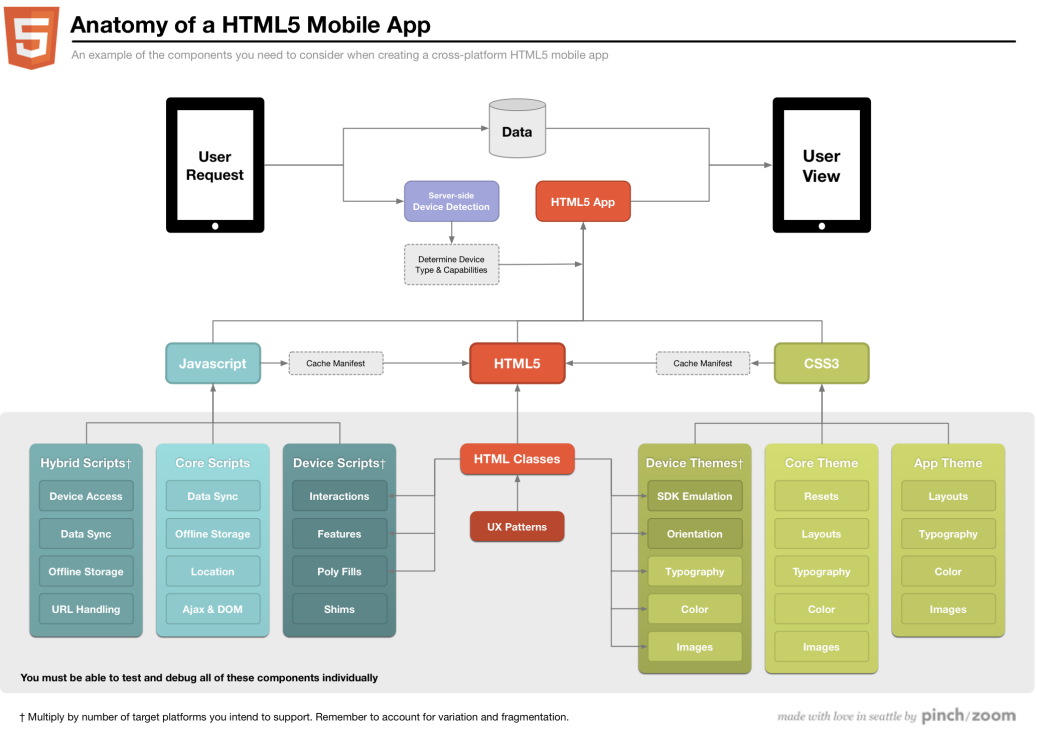 Anatomy of a HTML5 Mobile App
An example of the components you need to consider when creating a cross-platform HTML5 mobile app
User
Request
Data
User
View
Server-side
Device Detection
HTML5 App
Determine Device
Type & Capabilities
Javascript
Cache Manifest
HTML5
Cache Manifest
CSS3
Hybrid Scripts†
Device Access
Data Sync
Offline Storage
URL Handling
Core Scripts
Data Sync
Offline Storage
Location
Ajax & DOM
Device Scripts†
Interactions
Features
Poly Fills
Shims
HTML Classes
UX Patterns
Device Themes†
SDK Emulation
Orientation
Typography
Color
Images
Core Theme
Resets
Layouts
Typography
Color
Images
App Theme
Layouts
Typography
Color
Images
You must be able to test and debug all of these components individually
† Multiply by number of target platforms you intend to support. Remember to account for variation and fragmentation.
made with love in seattle by pinch/zoom